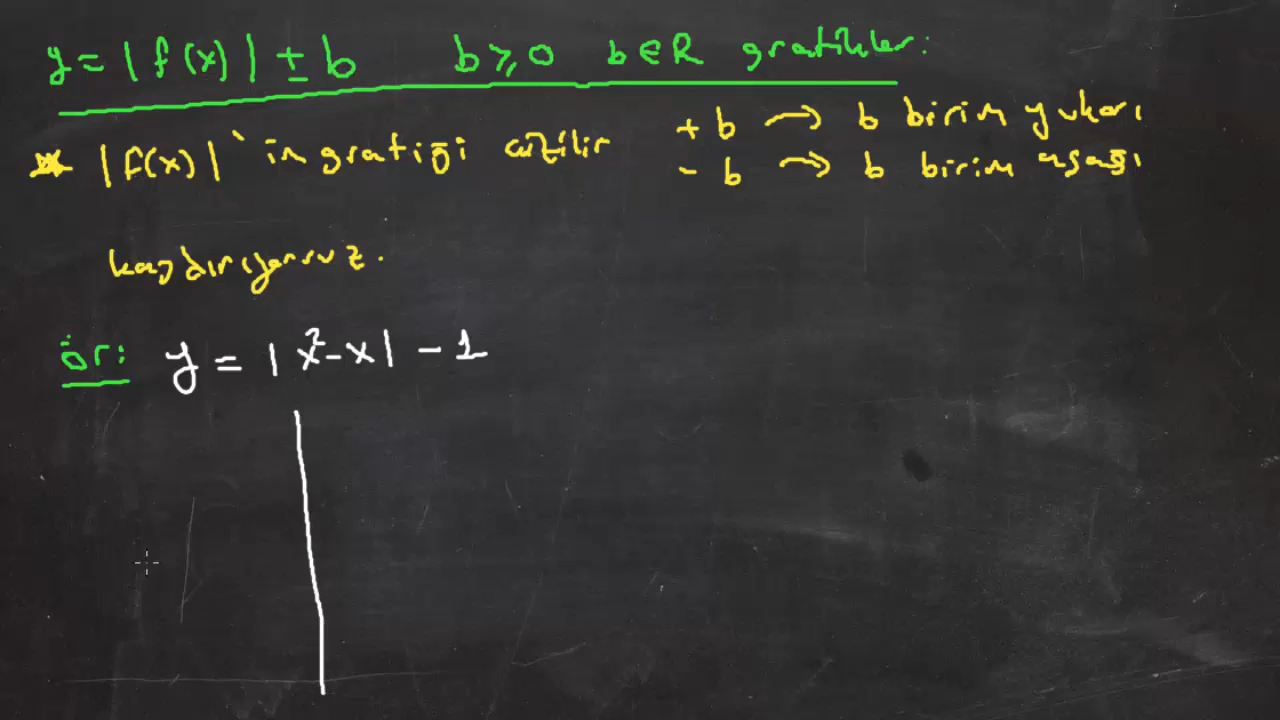 y = |f(x)| ± b b ⩾ 0 b ∈ R grafikler:
* |f(x)| 'in grafiği çizilir + b → b birim yukarı
- b → b birim aşağı
kaydırıyoruz.
ör: y = |x² - x| - 1